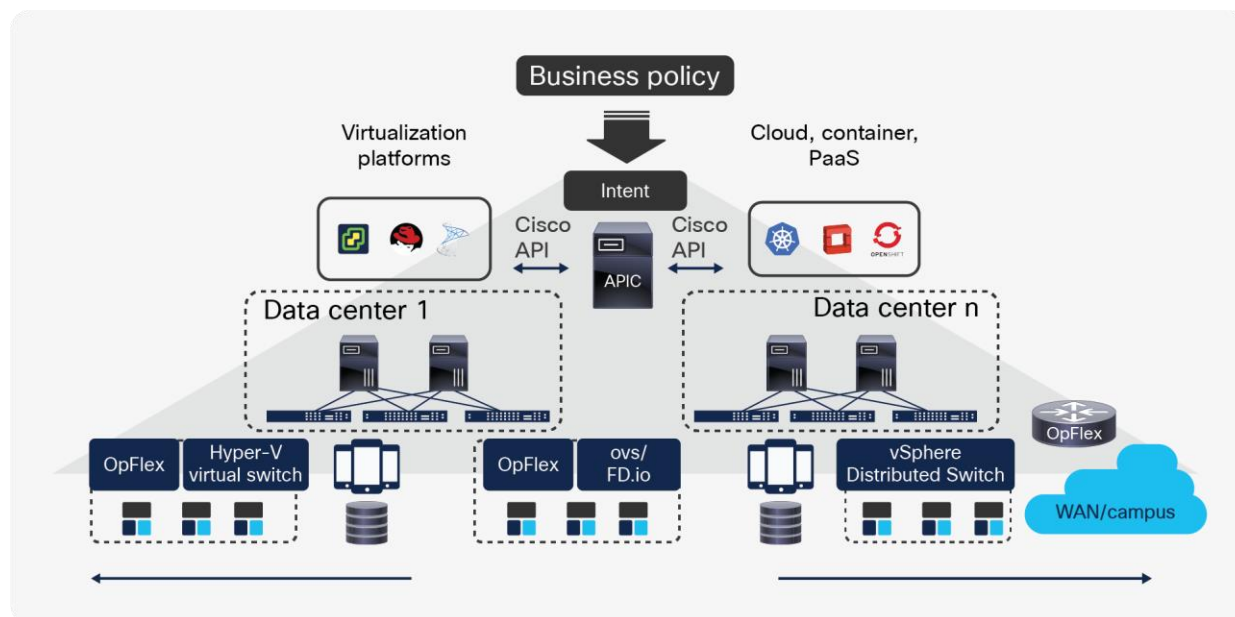 Business policy
Virtualization
platforms
Cloud, container,
PaaS
Intent
Cisco
API
Cisco
API
APIC
OPENSHIFT
Data center 1
Data center n
OpFlex
OpFlex
Hyper-V
virtual switch
OpFlex
ovs/
FD.io
vSphere
Distributed Switch
WAN/campus